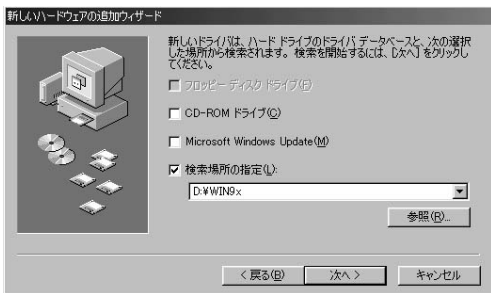 新しいハードウェアの追加ウィザード
新しいドライバは、ハード ドライブのドライバ データベースと、次の選択
した場所から検索されます。検索を開始するには、[次へ] をクリックし
てください。
フロッピー ディスク ドライブ(F)
CD-ROM ドライブ(C)
Microsoft Windows Update(M)
検索場所の指定(L):
D:¥WIN9x
参照(R)...
< 戻る(B)
次へ >
キャンセル